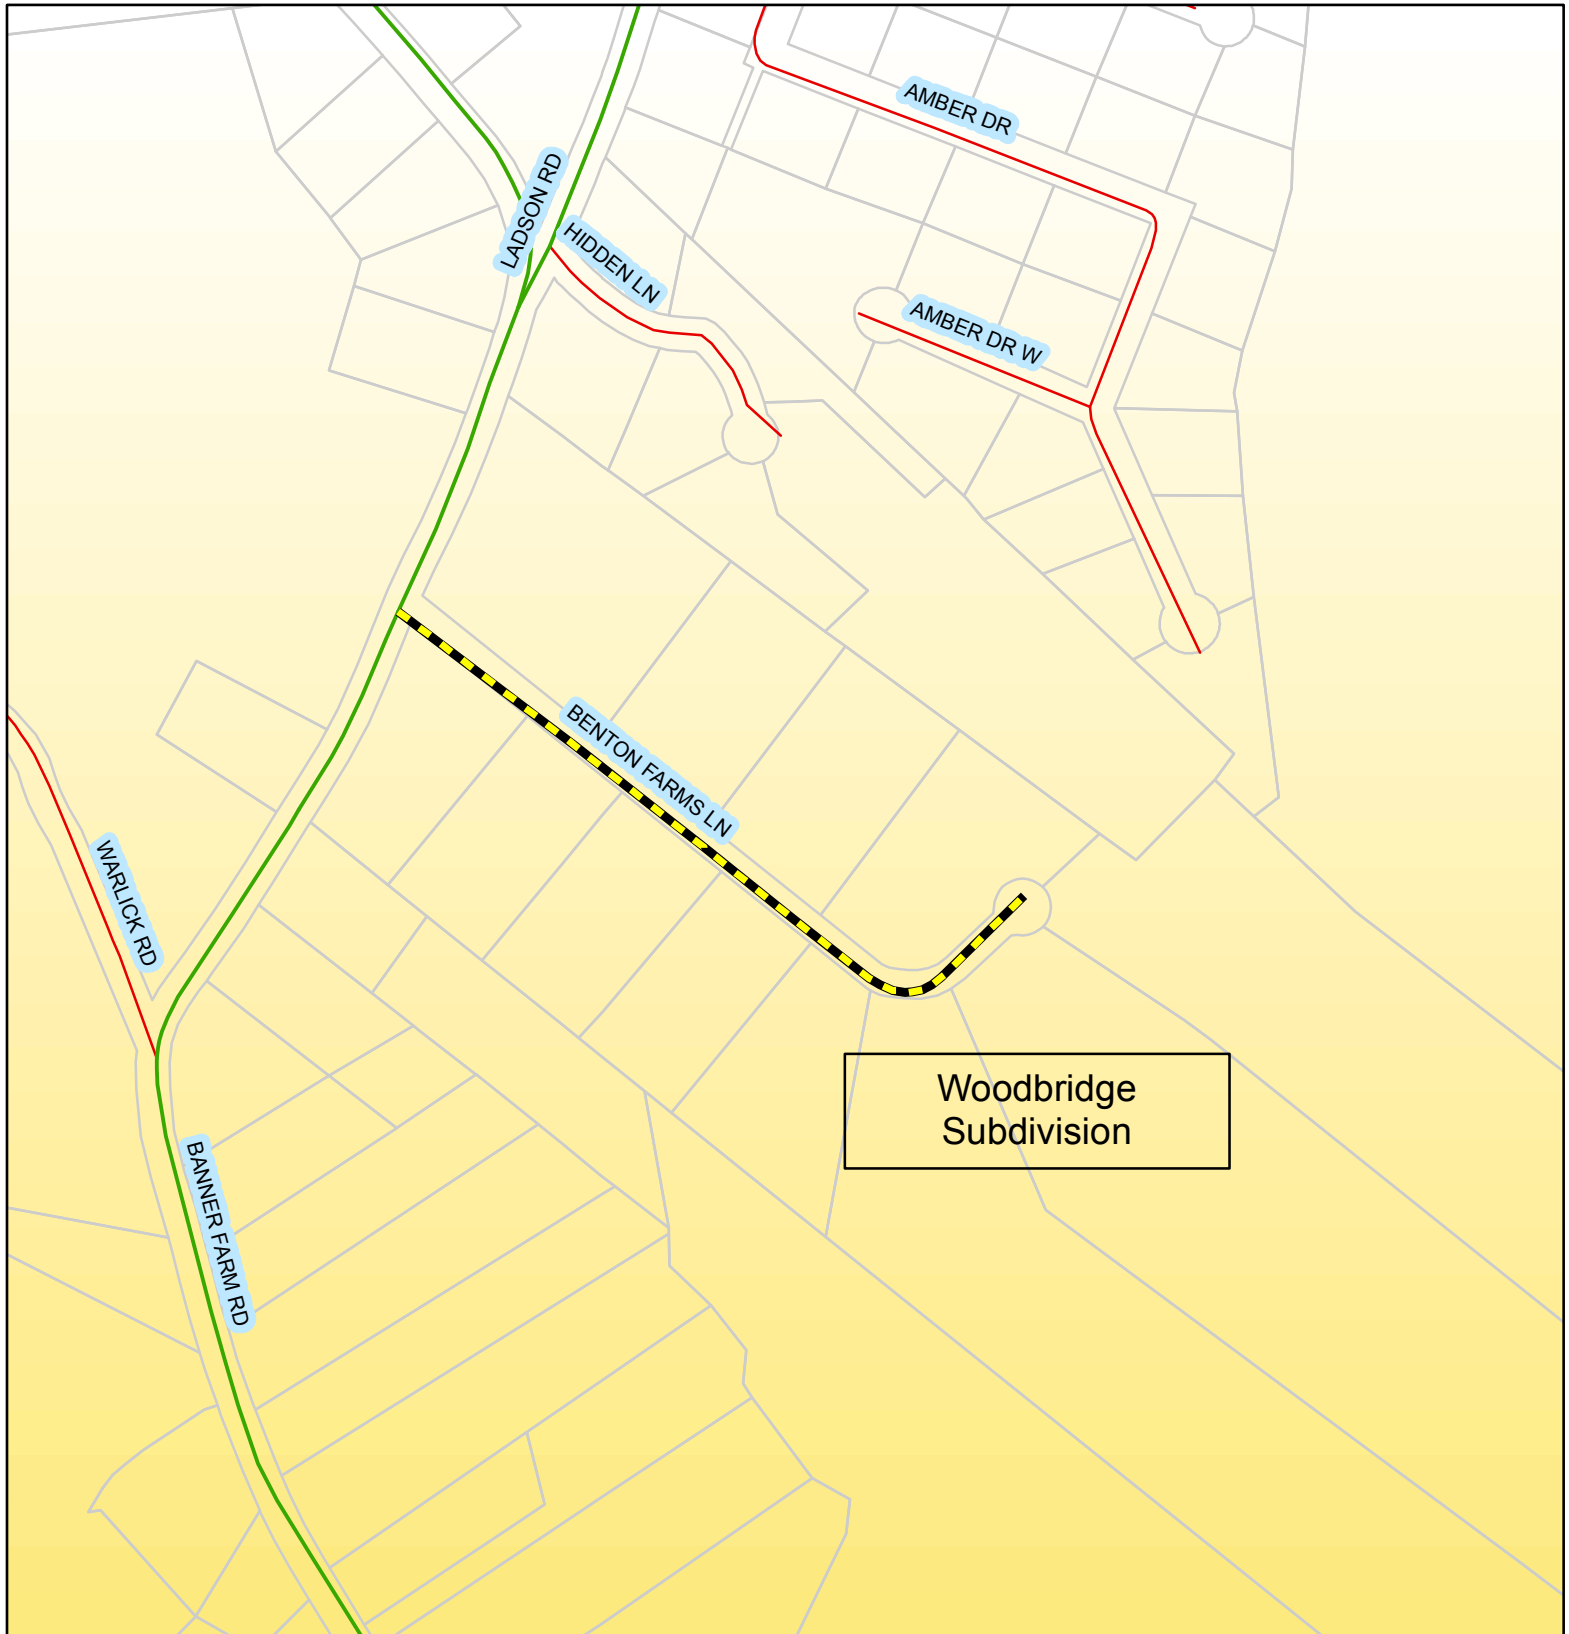 AMBER DR
LADSON RD
HIDDEN LN
AMBER DR W
BENTON FARMS LN
WARLICK RD
Woodbridge
Subdivision
BANNER FARM RD